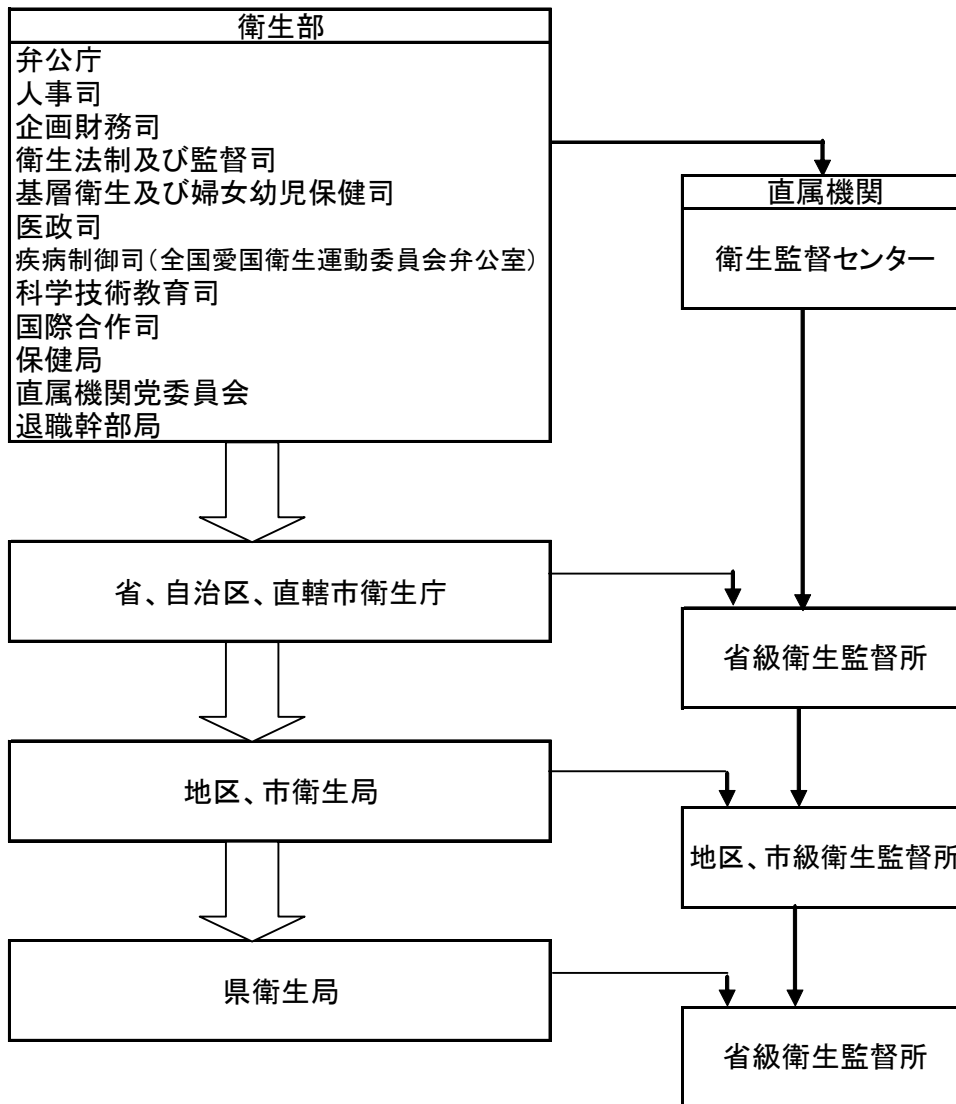 衛生部
弁公庁
人事司
企画財務司
衛生法制及び監督司
基層衛生及び婦女幼児保健司
医政司
疾病制御司（全国愛国衛生運動委員会弁公室）
科学技術教育司
国際合作司
保健局
直属機関党委員会
退職幹部局
直属機関
衛生監督センター
省、自治区、直轄市衛生庁
省級衛生監督所
地区、市衛生局
地区、市級衛生監督所
県衛生局
省級衛生監督所